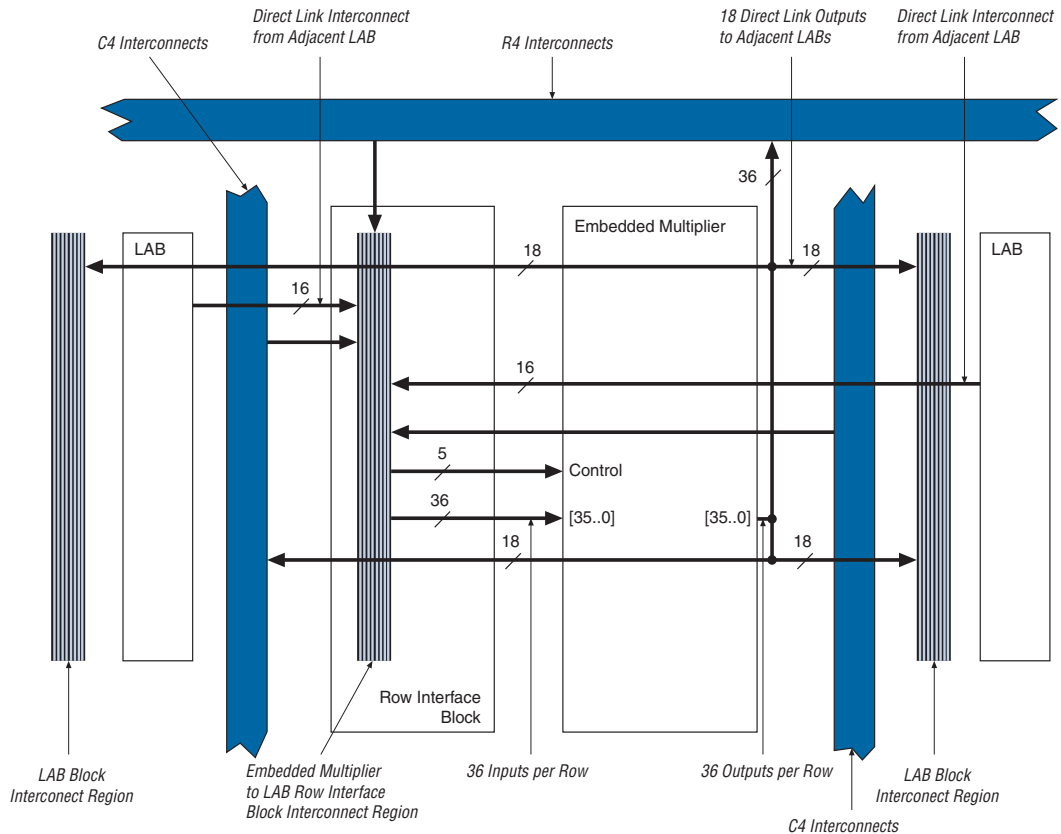 Direct Link Interconnect
from Adjacent LAB
18 Direct Link Outputs
to Adjacent LABs
Direct Link Interconnect
from Adjacent LAB
C4 Interconnects
R4 Interconnects
36
LAB
Embedded Multiplier
LAB
18
18
16
16
5
Control
36
[35..0]
[35..0]
18
18
Row Interface
Block
LAB Block
Interconect Region
Embedded Multiplier
to LAB Row Interface
Block Interconnect Region
36 Inputs per Row
36 Outputs per Row
LAB Block
Interconect Region
C4 Interconnects